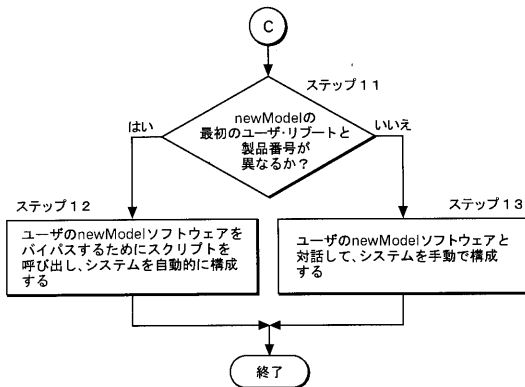 C
ステップ11
newModelの
最初のユーザ・リブートと
製品番号が
異なるか?
はい
いいえ
ステップ12
ユーザのnewModelソフトウェアを
バイパスするためにスクリプトを
呼び出し、システムを自動的に構成
する
ステップ13
ユーザのnewModelソフトウェアと
対話して、システムを手動で構成
する
終了